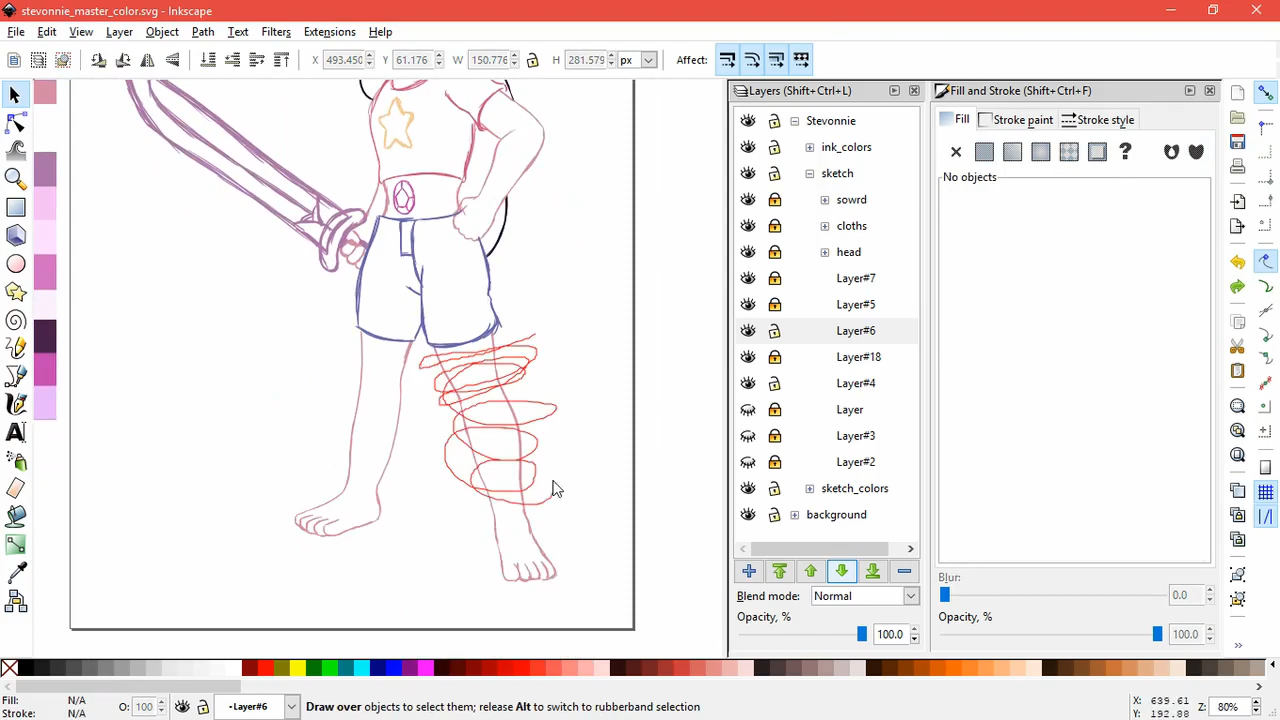 stevonnie_master_color.svg - Inkscape
File Edit View Layer Object Path Text Filters Extensions Help
X 493.450 Y 61.176 W 150.776 H 281.579 px Affect:
Layers (Shift+Ctrl+L)
Stevonnie
ink_colors
sketch
sowrd
cloths
head
Layer#7
Layer#5
Layer#6
Layer#18
Layer#4
Layer
Layer#3
Layer#2
sketch_colors
background
Blend mode: Normal
Opacity, %
100.0
Fill and Stroke (Shift+Ctrl+F)
Fill Stroke paint Stroke style
No objects
Blur:
0.0
Opacity, %
100.0
Fill: N/A
Stroke: N/A
O: 100
·Layer#6
Draw over objects to select them; release Alt to switch to rubberband selection
X: 639.61
Y: 192.88
Z: 80%